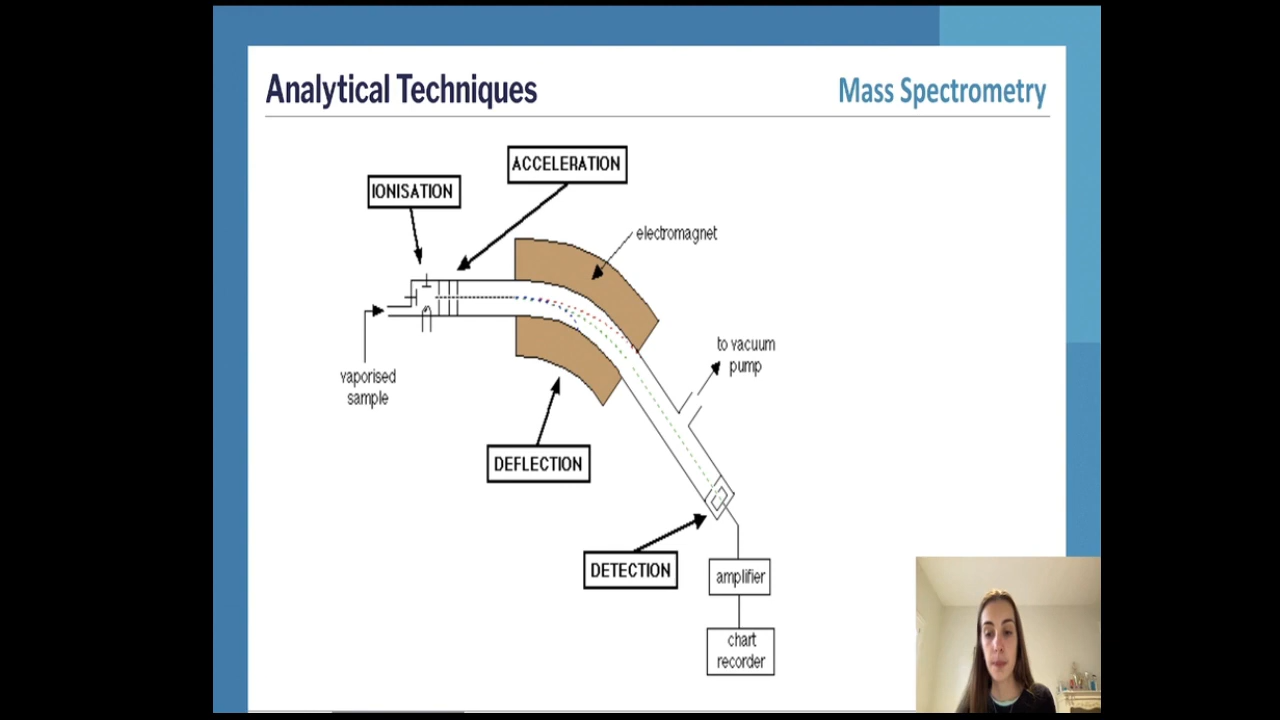 Analytical Techniques
Mass Spectrometry
ACCELERATION
IONISATION
electromagnet
to vacuum
pump
vaporised
sample
DEFLECTION
DETECTION
amplifier
chart
recorder